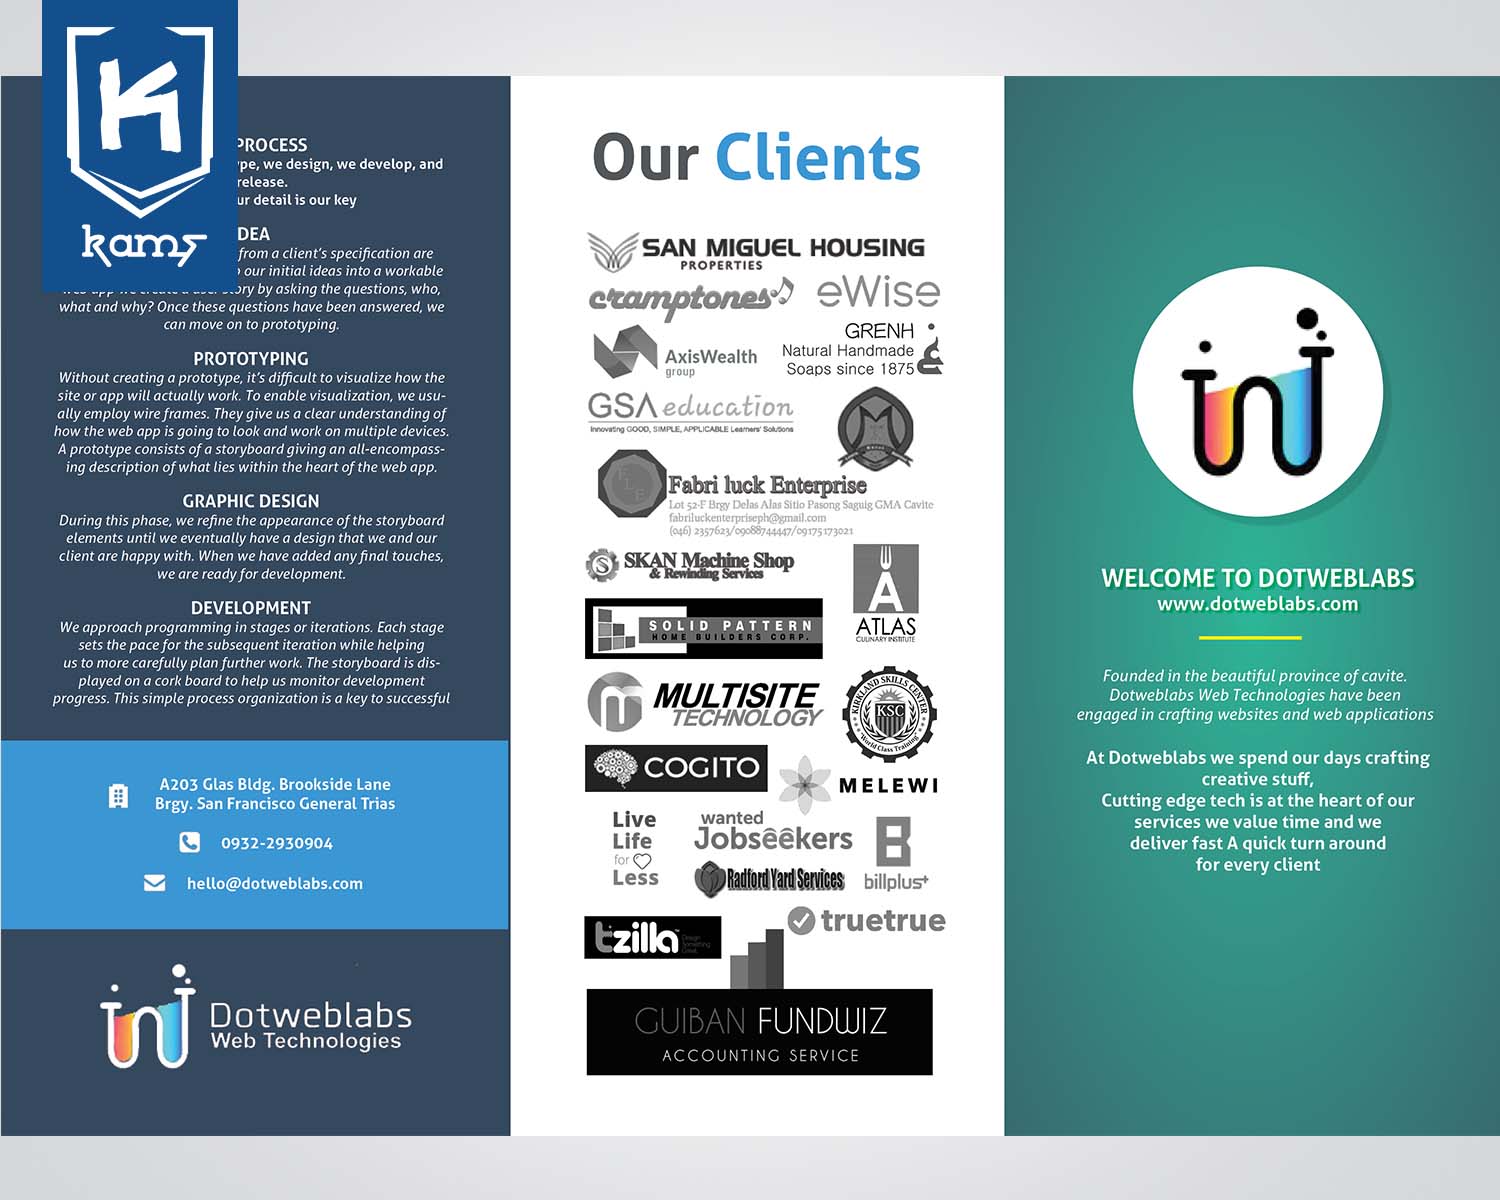 K
kams
PROCESS
we design, we develop, and
release.
detail is our key
from a client's specification are
our initial ideas into a workable
by asking the questions, who,
what and why? Once these questions have been answered, we
can move on to prototyping.
PROTOTYPING
Without creating a prototype, it's difficult to visualize how the
site or app will actually work. To enable visualization, we usu-
ally employ wire frames. They give us a clear understanding of
how the web app is going to look and work on multiple devices.
A prototype consists of a storyboard giving an all-encompass-
ing description of what lies within the heart of the web app.
GRAPHIC DESIGN
During this phase, we refine the appearance of the storyboard
elements until we eventually have a design that we and our
client are happy with. When we have added any final touches,
we are ready for development.
DEVELOPMENT
We approach programming in stages or iterations. Each stage
sets the pace for the subsequent iteration while helping
us to more carefully plan further work. The storyboard is dis-
played on a cork board to help us monitor development
progress. This simple process organization is a key to successful
A203 Glas Bldg. Brookside Lane
Brgy. San Francisco General Trias
0932-2930904
hello@dotweblabs.com
Dotweblabs
Web Technologies
Our Clients
SAN MIGUEL HOUSING
PROPERTIES
cramptones
eWise
AxisWealth
group
GRENH
Natural Handmade
Soaps since 1875
GSA education
Innovating GOOD, SIMPLE, APPLICABLE Learners' Solutions
FLE
Fabri luck Enterprise
Lot 52-F Brgy Delas Alas Sitio Pasong Saguig GMA Cavite
fabriluckenterpriseph@gmail.com
(046) 2357623/09088744447/09175173021
SKAN Machine Shop
& Rewinding Services
A
ATLAS
CULINARY INSTITUTE
SOLID PATTERN
HOME BUILDERS CORP.
MULTISITE
TECHNOLOGY
KIRKLAND SKILLS CENTER
KSC
"World Class Training"
COGITO
MELEWI
Live
Life
for
Less
wanted
Jobseekers
Radford Yard Services
B
billplus+
tzilla
truetrue
GUIBAN FUNDWIZ
ACCOUNTING SERVICE
WELCOME TO DOTWEBLABS
www.dotweblabs.com
Founded in the beautiful province of cavite.
Dotweblabs Web Technologies have been
engaged in crafting websites and web applications
At Dotweblabs we spend our days crafting
creative stuff,
Cutting edge tech is at the heart of our
services we value time and we
deliver fast A quick turn around
for every client